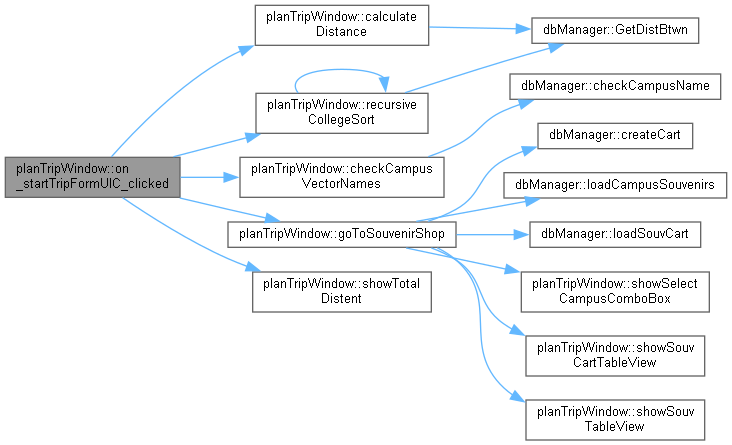 planTripWindow::on
_startTripFormUIC_clicked
planTripWindow::calculate
Distance
planTripWindow::recursive
CollegeSort
planTripWindow::checkCampus
VectorNames
planTripWindow::goToSouvenirShop
planTripWindow::showTotal
Distent
dbManager::GetDistBtwn
dbManager::checkCampusName
dbManager::createCart
dbManager::loadCampusSouvenirs
dbManager::loadSouvCart
planTripWindow::showSelect
CampusComboBox
planTripWindow::showSouv
CartTableView
planTripWindow::showSouv
TableView